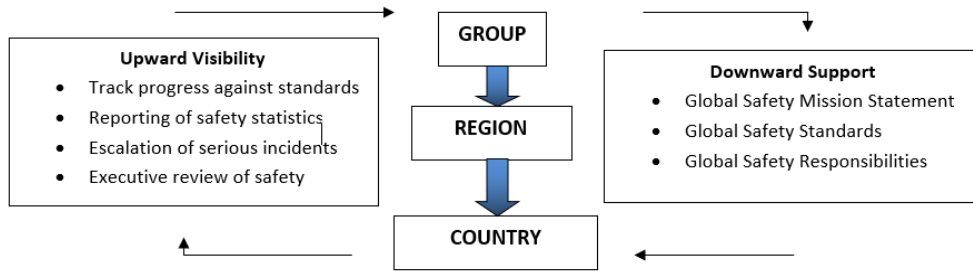 GROUP
Upward Visibility
• Track progress against standards
• Reporting of safety statistics
• Escalation of serious incidents
• Executive review of safety
REGION
Downward Support
• Global Safety Mission Statement
• Global Safety Standards
• Global Safety Responsibilities
COUNTRY